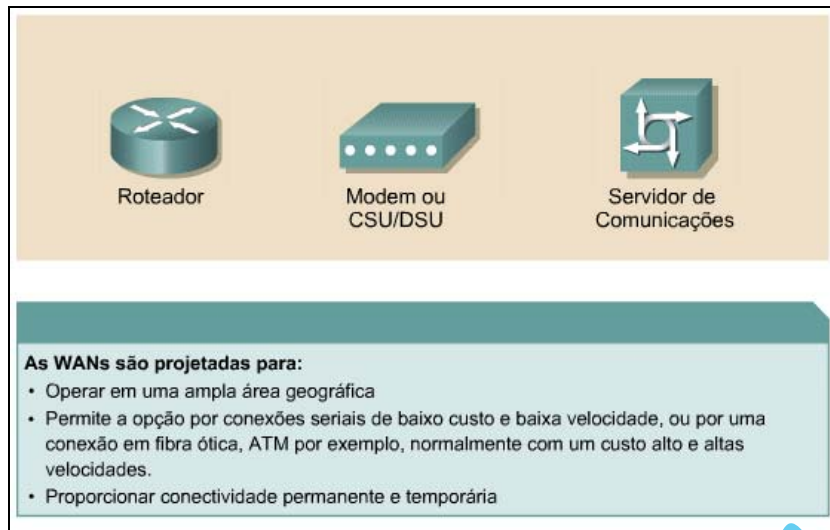 Roteador
Modem ou
CSU/DSU
Servidor de
Comunicações
As WANs são projetadas para:
• Operar em uma ampla área geográfica
• Permite a opção por conexões seriais de baixo custo e baixa velocidade, ou por uma
conexão em fibra ótica, ATM por exemplo, normalmente com um custo alto e altas
velocidades.
• Proporcionar conectividade permanente e temporária